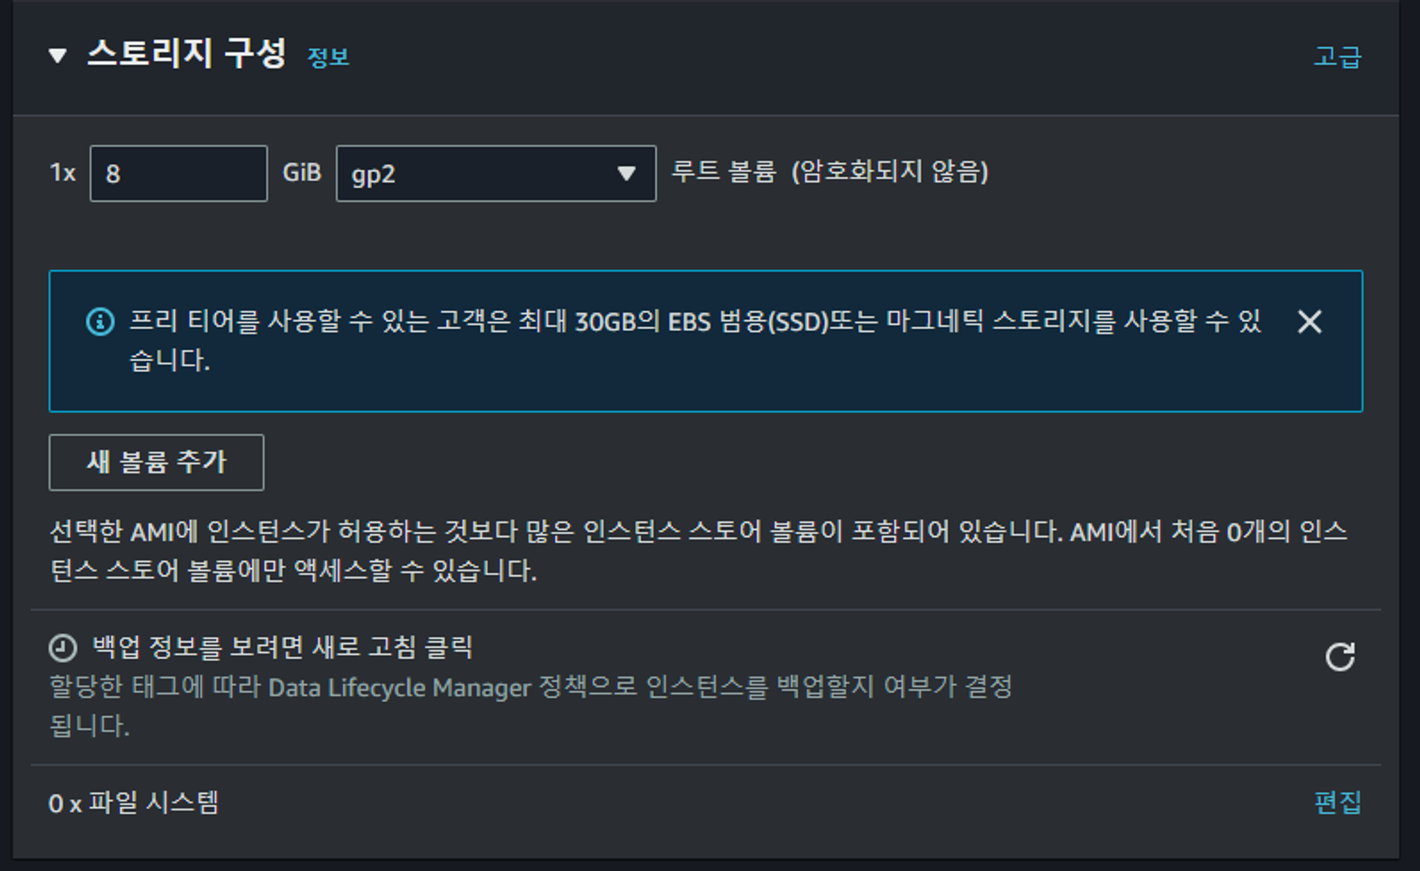 스토리지 구성 정보 고급
1x 8 GiB gp2 루트 볼륨 (암호화되지 않음)
프리 티어를 사용할 수 있는 고객은 최대 30GB의 EBS 범용(SSD)또는 마그네틱 스토리지를 사용할 수 있
습니다.
새 볼륨 추가
선택한 AMI에 인스턴스가 허용하는 것보다 많은 인스턴스 스토어 볼륨이 포함되어 있습니다. AMI에서 처음 0개의 인스
턴스 스토어 볼륨에만 액세스할 수 있습니다.
백업 정보를 보려면 새로 고침 클릭
할당한 태그에 따라 Data Lifecycle Manager 정책으로 인스턴스를 백업할지 여부가 결정
됩니다.
0 x 파일 시스템 편집